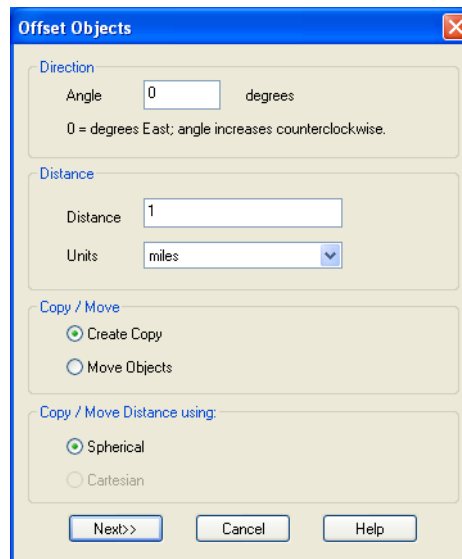 Offset Objects
Direction
Angle 0 degrees
0 = degrees East; angle increases counterclockwise.
Distance
Distance 1
Units miles
Copy / Move
Create Copy
Move Objects
Copy / Move Distance using:
Spherical
Cartesian
Next>> Cancel Help